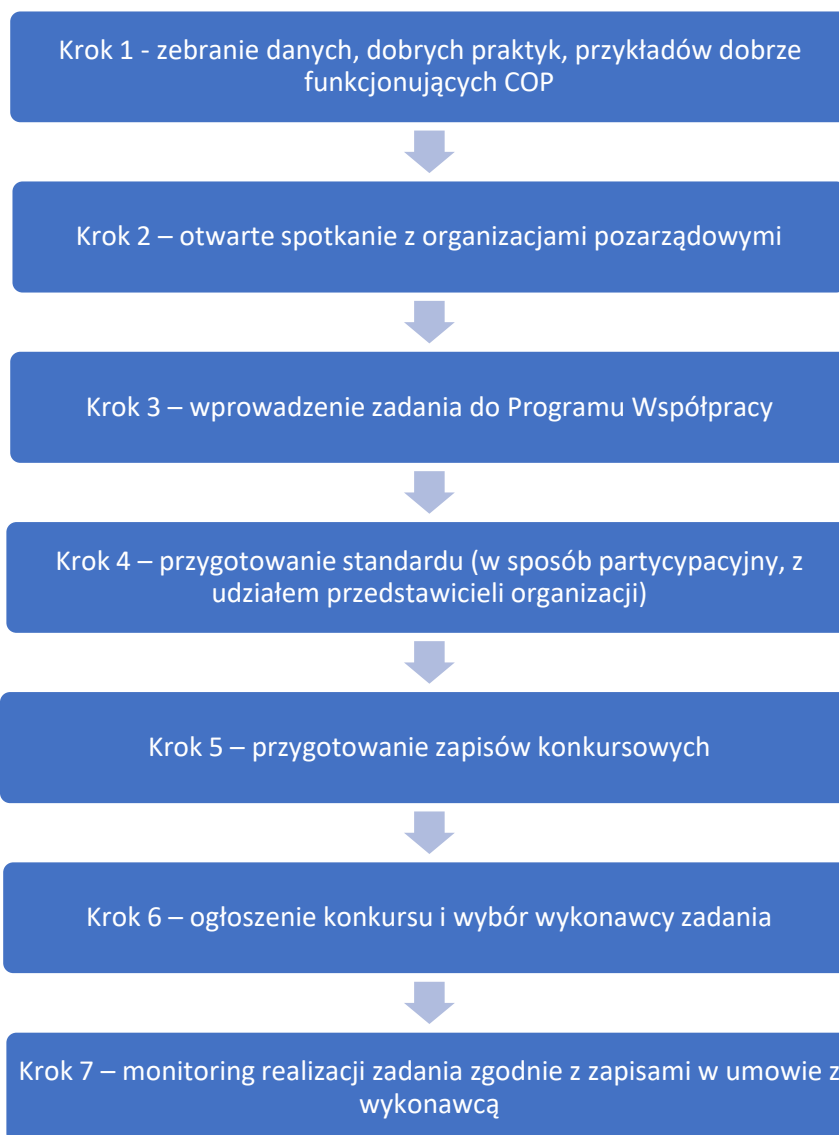 Krok 1 - zebranie danych, dobrych praktyk, przykładów dobrze
funkcjonujących COP
Krok 2 – otwarte spotkanie z organizacjami pozarządowymi
Krok 3 – wprowadzenie zadania do Programu Współpracy
Krok 4 – przygotowanie standardu (w sposób partycypacyjny, z
udziałem przedstawicieli organizacji)
Krok 5 – przygotowanie zapisów konkursowych
Krok 6 – ogłoszenie konkursu i wybór wykonawcy zadania
Krok 7 – monitoring realizacji zadania zgodnie z zapisami w umowie z
wykonawcą